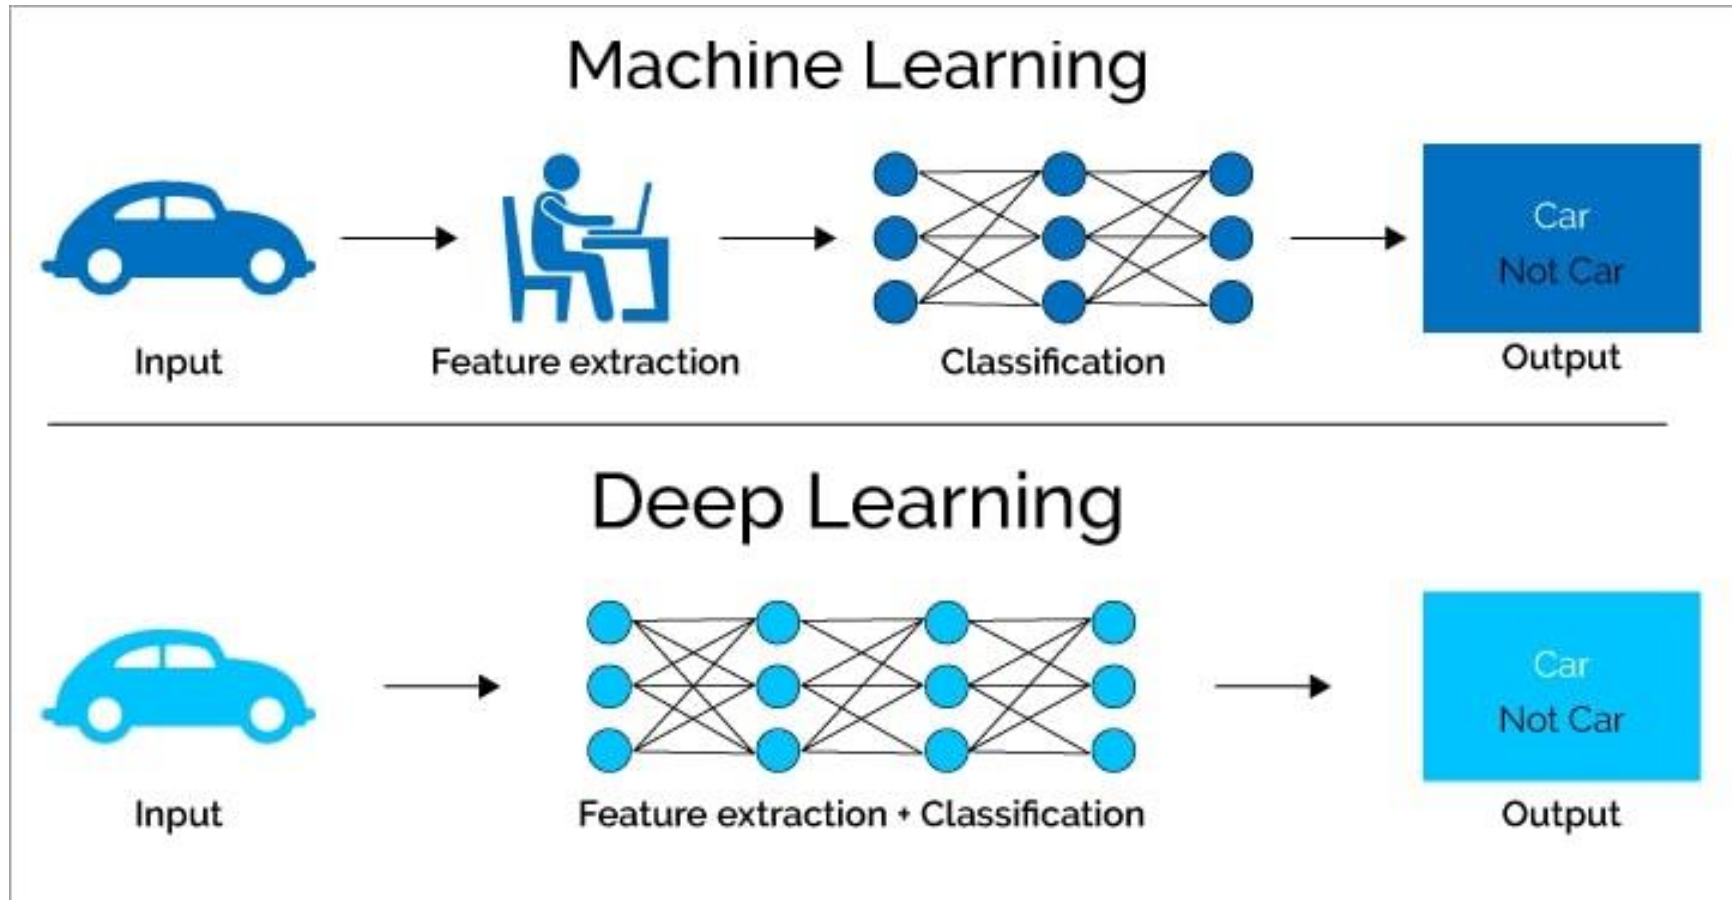 Machine Learning
Car
Not Car
Input
Feature extraction
Classification
Output
Deep Learning
Car
Not Car
Input
Feature extraction + Classification
Output